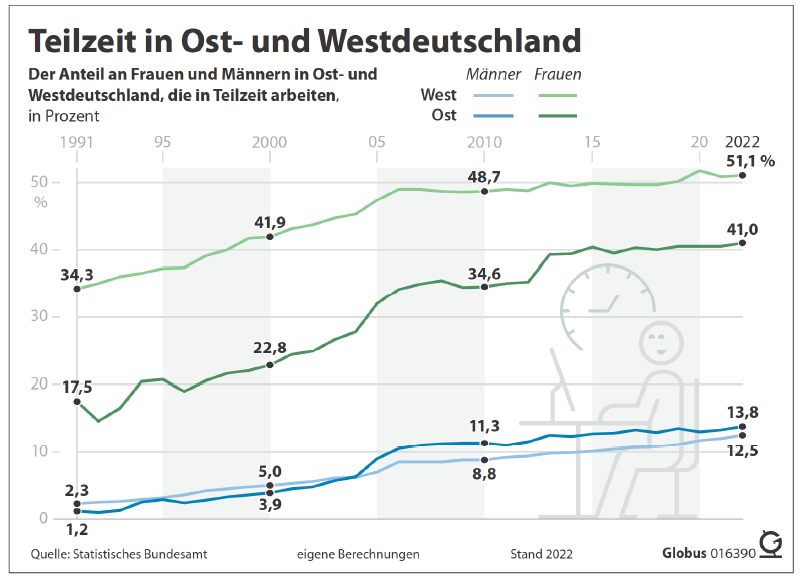 Teilzeit in Ost- und Westdeutschland
Der Anteil an Frauen und Männern in Ost- und
Westdeutschland, die in Teilzeit arbeiten,
in Prozent
Männer Frauen
West
Ost
1991 95 2000 05 2010 15 20 2022
50
%
40
30
20
10
0
34,3
41,9
48,7
51,1 %
17,5
22,8
34,6
41,0
2,3
5,0
11,3
13,8
1,2
3,9
8,8
12,5
Quelle: Statistisches Bundesamt eigene Berechnungen Stand 2022 Globus 016390